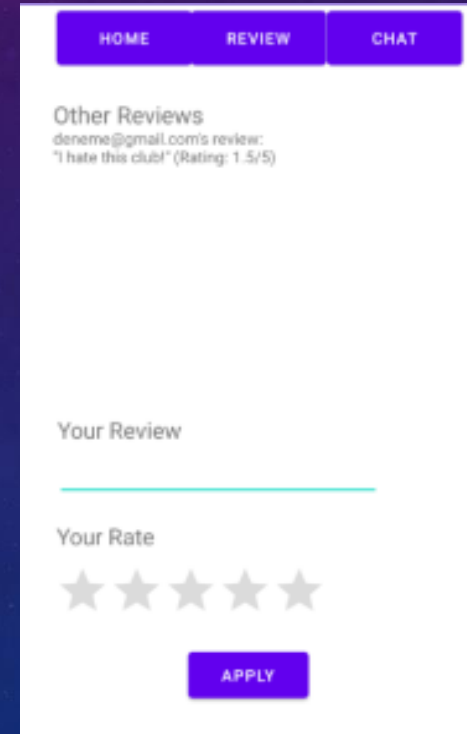 HOME REVIEW CHAT
Other Reviews
deneme@gmail.com's review:
"I hate this club!" (Rating: 1.5/5)
Your Review
Your Rate
APPLY